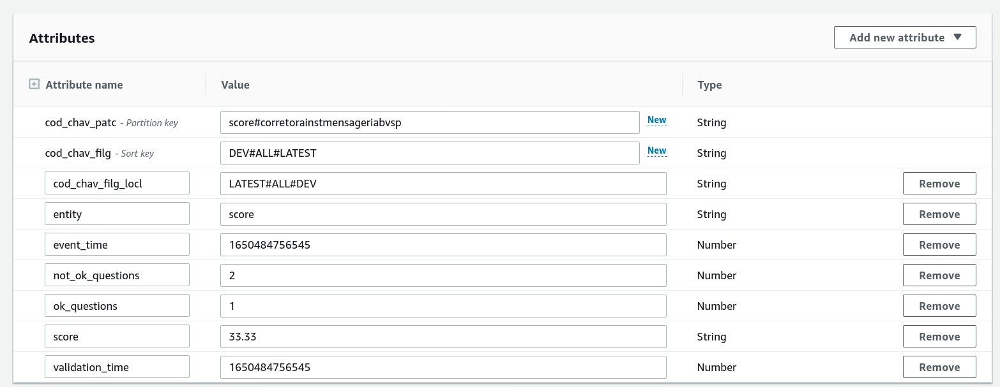 Attributes
Add new attribute ▼
Attribute name Value Type
cod_chav_patc - Partition key score#corretorainstmensageriabvsp New String
cod_chav_filg - Sort key DEV#ALL#LATEST New String
cod_chav_filg_locl LATEST#ALL#DEV String Remove
entity score String Remove
event_time 1650484756545 Number Remove
not_ok_questions 2 Number Remove
ok_questions 1 Number Remove
score 33.33 String Remove
validation_time 1650484756545 Number Remove